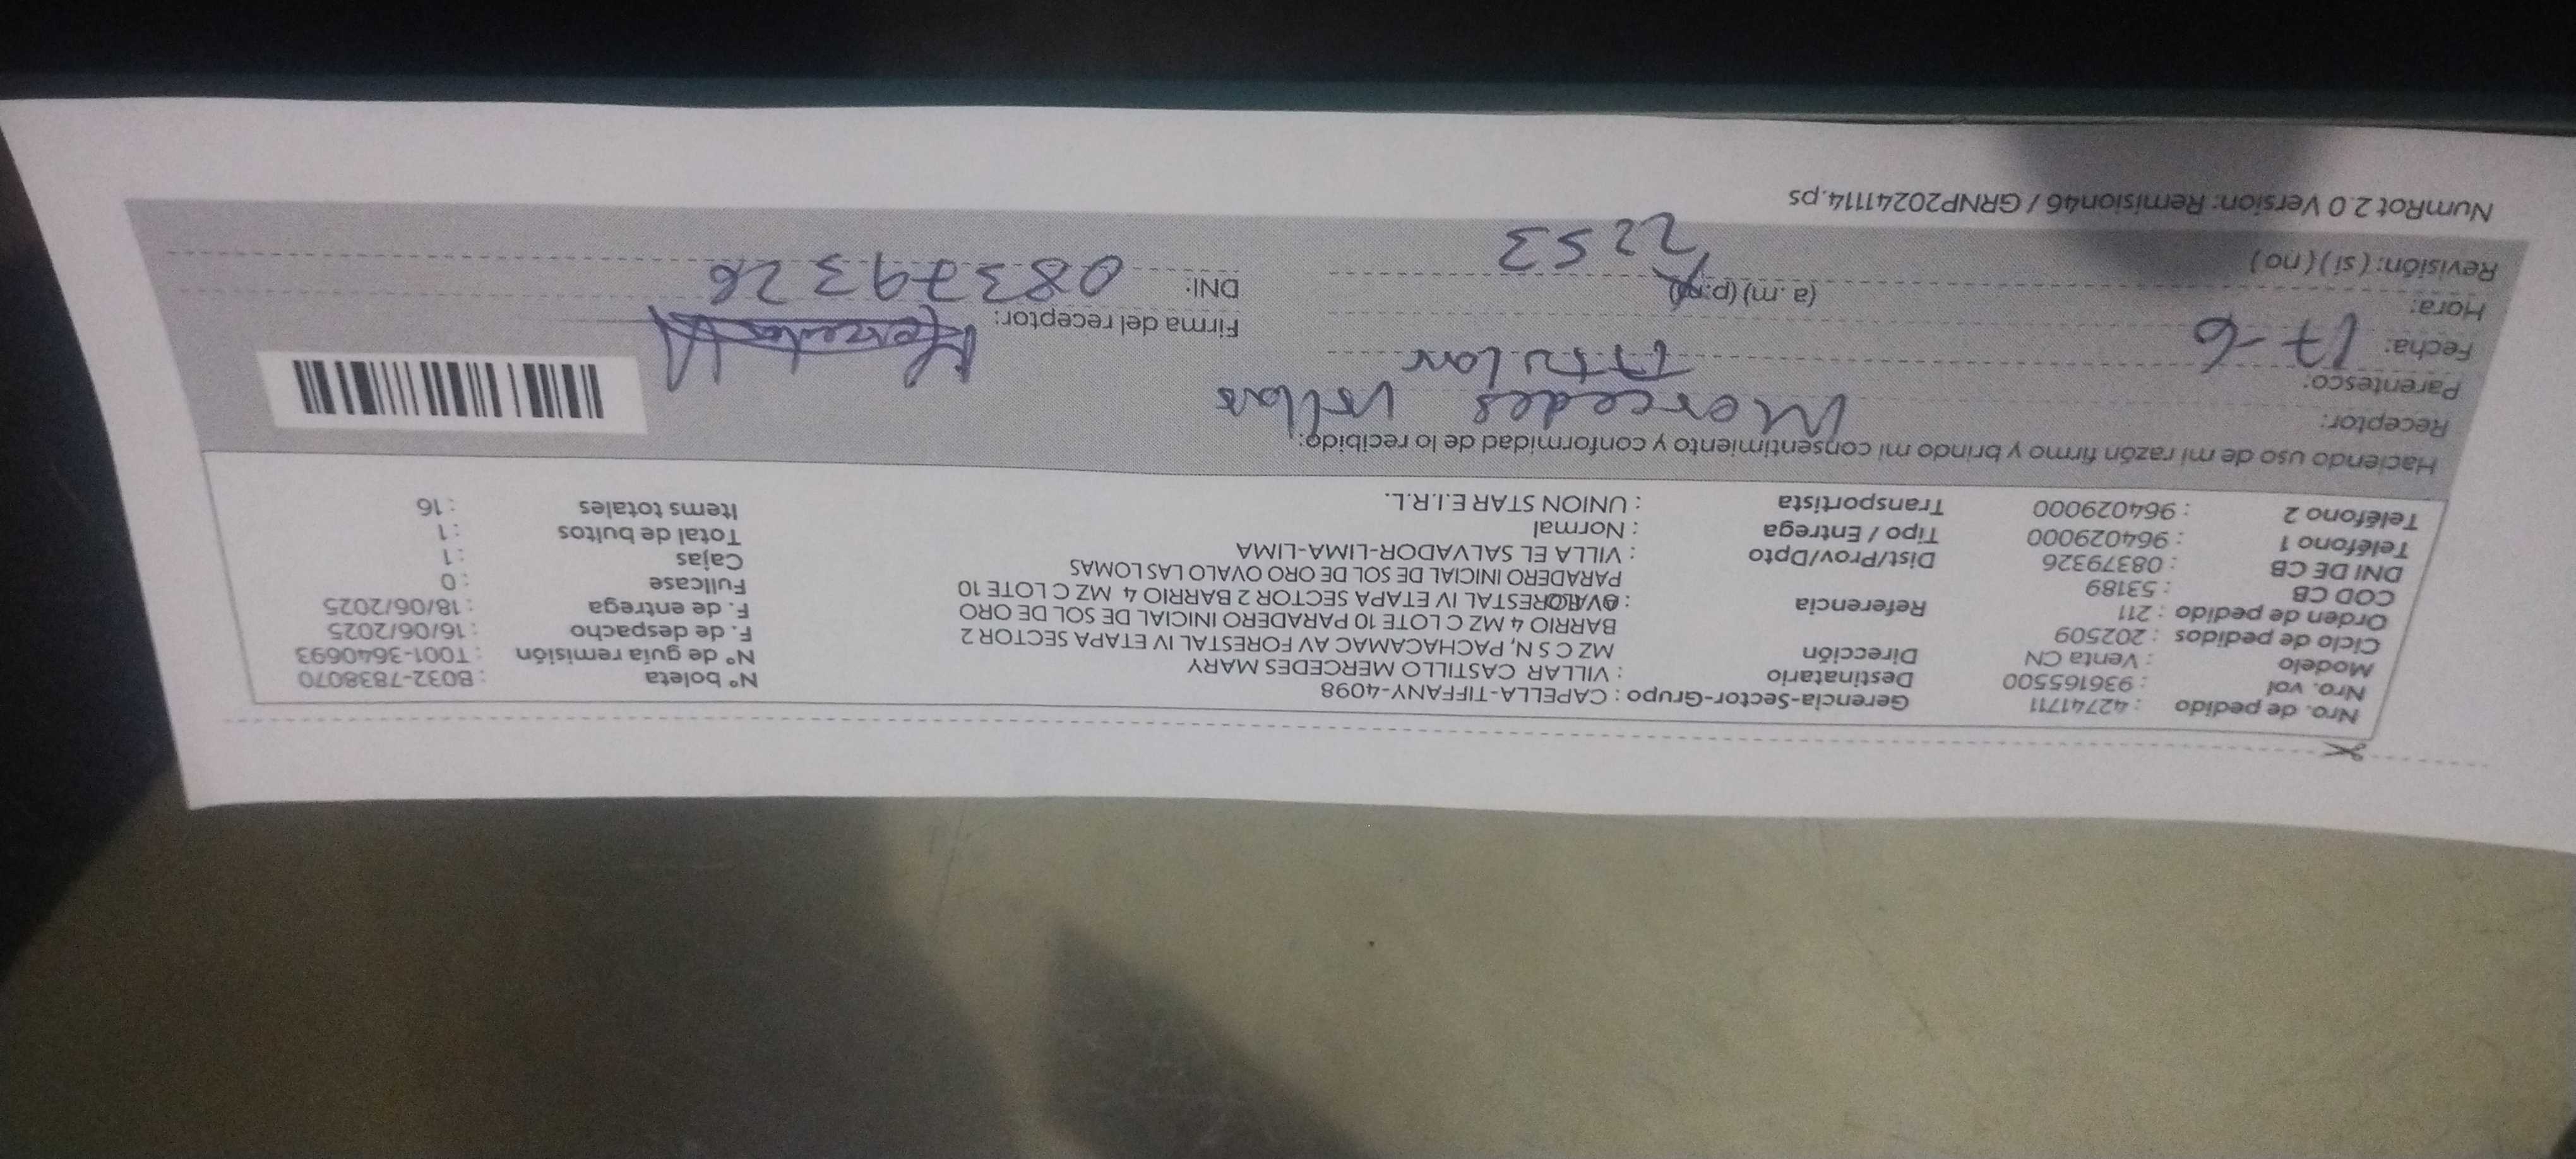 Nro. de pedido : 42741711 Gerencia-Sector-Grupo : CAPELLA-TIFFANY-4098 Nº boleta : B032-7838070
Nro. vol : 936165500 Destinatario : VILLAR CASTILLO MERCEDES MARY Nº de guía remisión : T001-3640693
Modelo : Venta CN Dirección MZ C S N, PACHACAMAC AV FORESTAL IV ETAPA SECTOR 2 F. de despacho : 16/06/2025
Ciclo de pedidos : 202509 BARRIO 4 MZ C LOTE 10 PARADERO INICIAL DE SOL DE ORO F. de entrega : 18/06/2025
Orden de pedido : 211 Referencia : FORESTAL IV ETAPA SECTOR 2 BARRIO 4 MZ C LOTE 10 Fullcase : 0
COD CB : 53189 PARADERO INICIAL DE SOL DE ORO OVALO LAS LOMAS Cajas : 1
DNI DE CB : 08379326 Dist/Prov/Dpto : VILLA EL SALVADOR-LIMA-LIMA Total de bultos : 1
Teléfono 1 : 964029000 Tipo / Entrega : Normal Items totales : 16
Teléfono 2 : 964029000 Transportista : UNION STAR E.I.R.L.
Haciendo uso de mi razón firmo y brindo mi consentimiento y conformidad de lo recibido:
Receptor: Mercedes Villar
Parentesco: titular
Fecha: 17-6 Firma del receptor:
Hora: (a.m) (p.m) DNI: 08379326
Revisión: (si) (no) 2253
NumRot 2.0 Version: Remision46 / GRNP20241114.ps